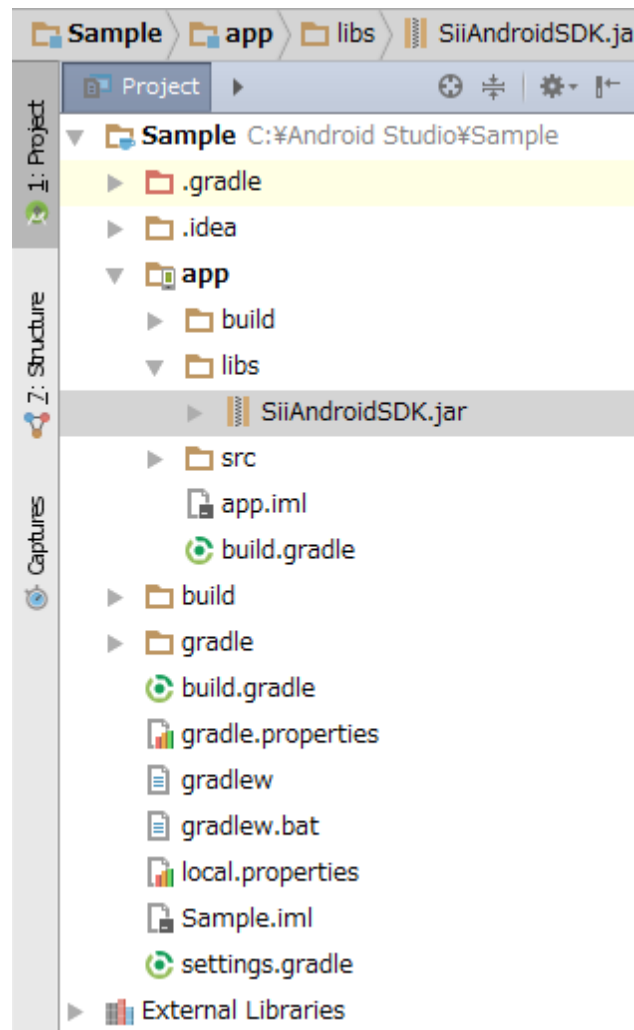 Sample app libs SiiAndroidSDK.ja
Project
1: Project
Sample C:¥Android Studio¥Sample
.gradle
.idea
app
build
libs
SiiAndroidSDK.jar
src
app.iml
build.gradle
build
gradle
build.gradle
gradle.properties
gradlew
gradlew.bat
local.properties
Sample.iml
settings.gradle
External Libraries
7: Structure
Captures